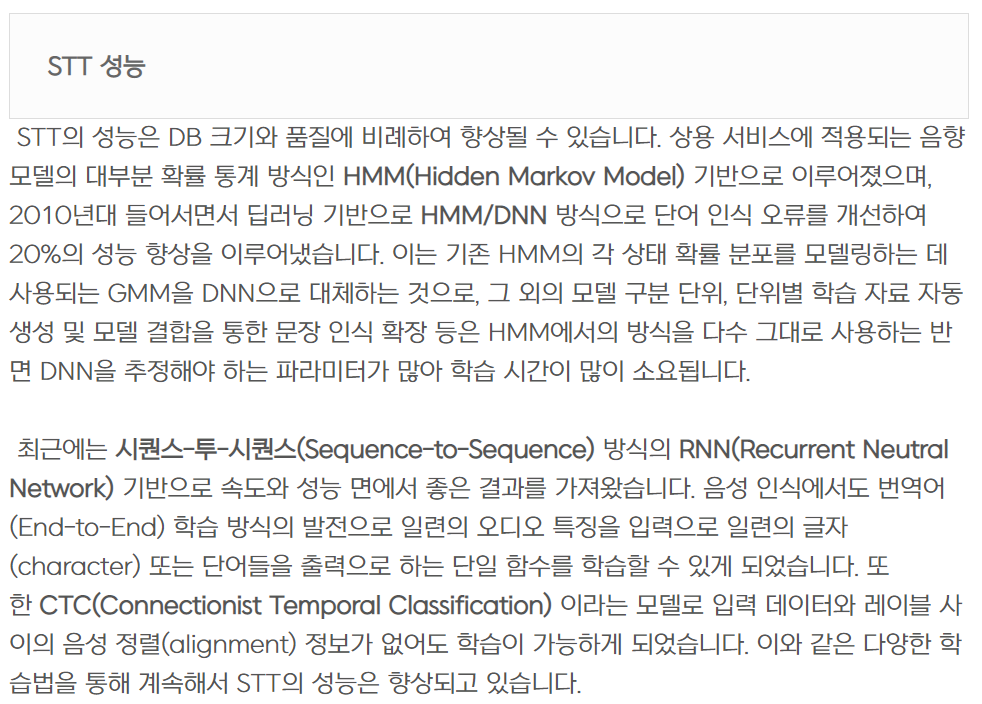 STT 성능
STT의 성능은 DB 크기와 품질에 비례하여 향상될 수 있습니다. 상용 서비스에 적용되는 음향
모델의 대부분 확률 통계 방식인 HMM(Hidden Markov Model) 기반으로 이루어졌으며,
2010년대 들어서면서 딥러닝 기반으로 HMM/DNN 방식으로 단어 인식 오류를 개선하여
20%의 성능 향상을 이루어냈습니다. 이는 기존 HMM의 각 상태 확률 분포를 모델링하는 데
사용되는 GMM을 DNN으로 대체하는 것으로, 그 외의 모델 구분 단위, 단위별 학습 자료 자동
생성 및 모델 결합을 통한 문장 인식 확장 등은 HMM에서의 방식을 다수 그대로 사용하는 반
면 DNN을 추정해야 하는 파라미터가 많아 학습 시간이 많이 소요됩니다.
최근에는 시퀀스-투-시퀀스(Sequence-to-Sequence) 방식의 RNN(Recurrent Neutral
Network) 기반으로 속도와 성능 면에서 좋은 결과를 가져왔습니다. 음성 인식에서도 번역어
(End-to-End) 학습 방식의 발전으로 일련의 오디오 특징을 입력으로 일련의 글자
(character) 또는 단어들을 출력으로 하는 단일 함수를 학습할 수 있게 되었습니다. 또
한 CTC(Connectionist Temporal Classification) 이라는 모델로 입력 데이터와 레이블 사
이의 음성 정렬(alignment) 정보가 없어도 학습이 가능하게 되었습니다. 이와 같은 다양한 학
습법을 통해 계속해서 STT의 성능은 향상되고 있습니다.